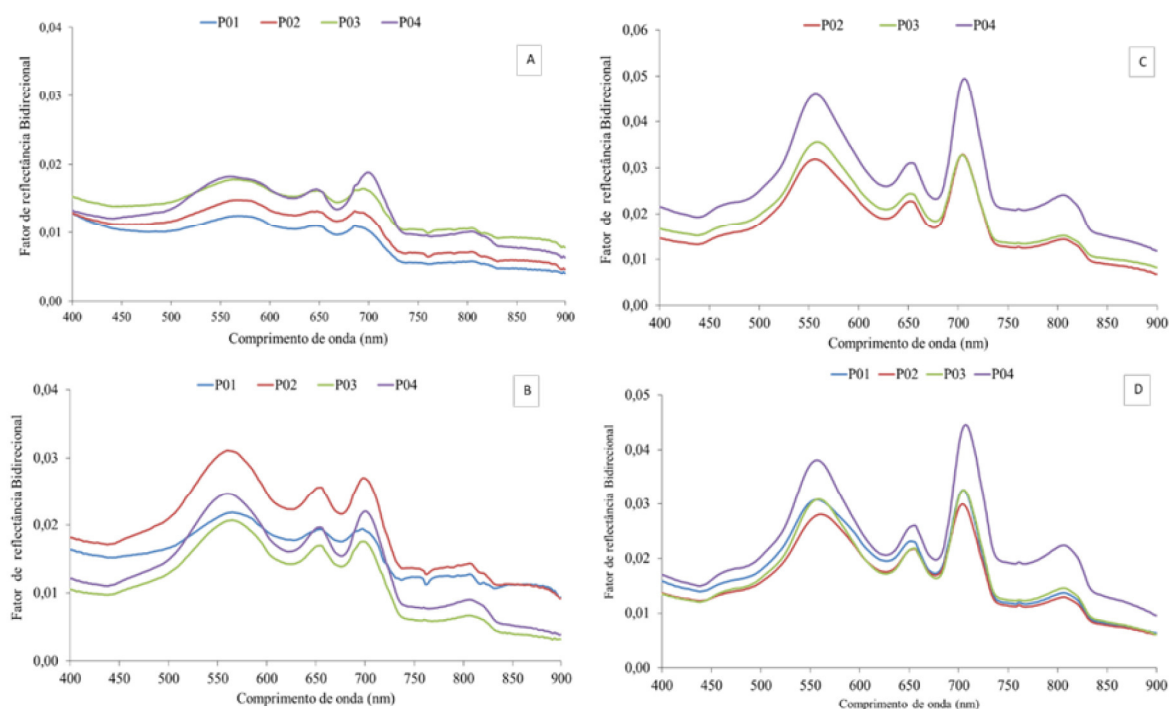 P01 P02 P03 P04
A
Fator de reflectância Bidirecional
0,04
0,03
0,02
0,01
0,00
400 450 500 550 600 650 700 750 800 850 900
Comprimento de onda (nm)
P02 P03 P04
C
Fator de reflectância Bidirecional
0,06
0,05
0,04
0,03
0,02
0,01
0,00
400 450 500 550 600 650 700 750 800 850 900
Comprimento de onda (nm)
P01 P02 P03 P04
B
Fator de reflectância Bidirecional
0,04
0,03
0,02
0,01
0,00
400 450 500 550 600 650 700 750 800 850 900
Comprimento de onda (nm)
P01 P02 P03 P04
D
Fator de reflectância Bidirecional
0,05
0,04
0,03
0,02
0,01
0,00
400 450 500 550 600 650 700 750 800 850 900
Comprimento de onda (nm)